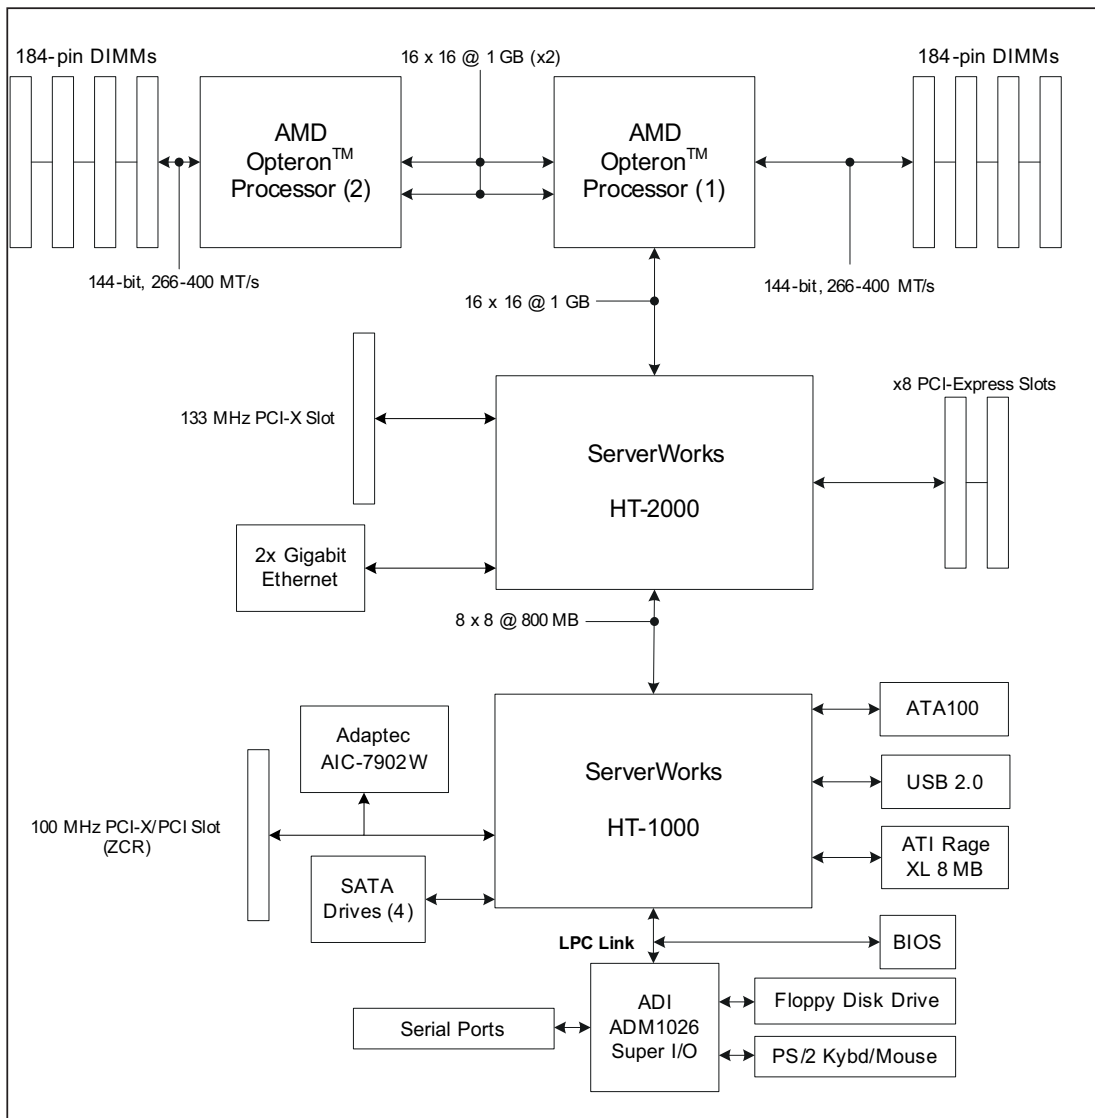 184-pin DIMMs
16 x 16 @ 1 GB (x2)
184-pin DIMMs
AMD
Opteron™
Processor (2)
AMD
Opteron™
Processor (1)
144-bit, 266-400 MT/s
144-bit, 266-400 MT/s
16 x 16 @ 1 GB
x8 PCI-Express Slots
133 MHz PCI-X Slot
ServerWorks
HT-2000
2x Gigabit
Ethernet
8 x 8 @ 800 MB
ATA100
Adaptec
AIC-7902W
ServerWorks
HT-1000
USB 2.0
100 MHz PCI-X/PCI Slot
(ZCR)
ATI Rage
XL 8 MB
SATA
Drives (4)
LPC Link
BIOS
ADI
ADM1026
Super I/O
Floppy Disk Drive
Serial Ports
PS/2 Kybd/Mouse